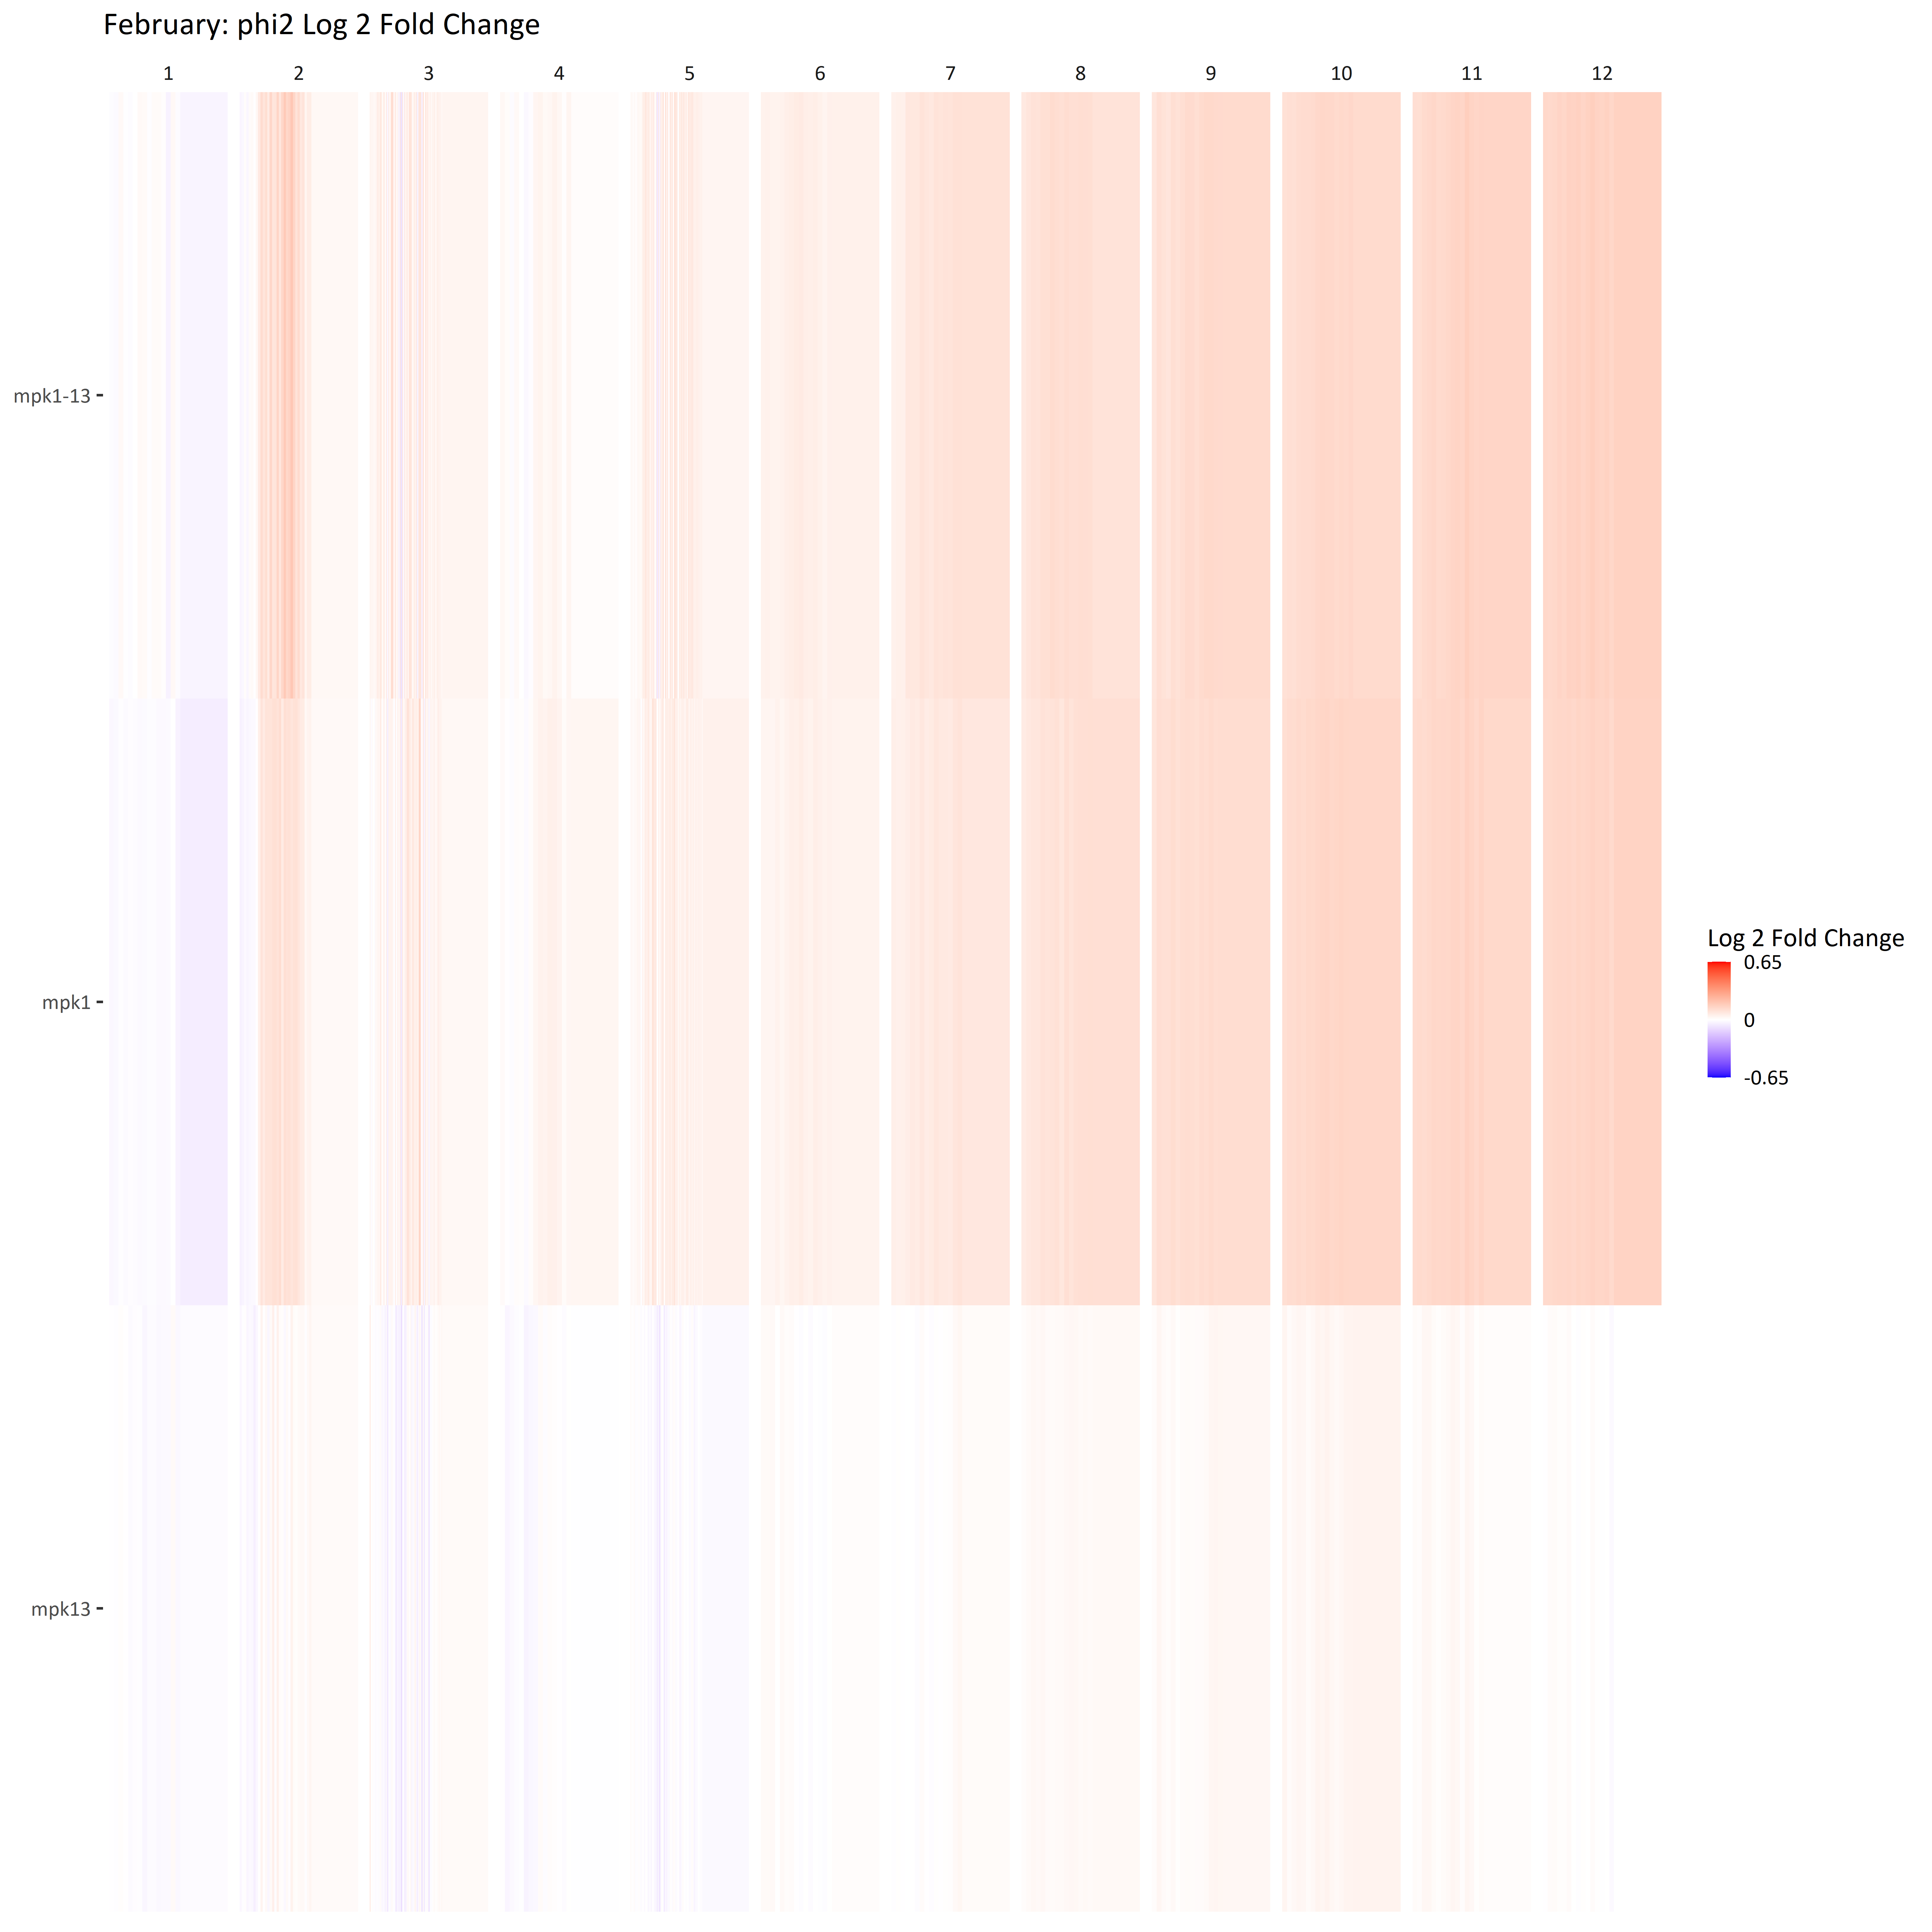 February: phi2 Log 2 Fold Change
1 2 3 4 5 6 7 8 9 10 11 12
mpk1-13
mpk1
mpk13
Log 2 Fold Change
0.65
0
-0.65